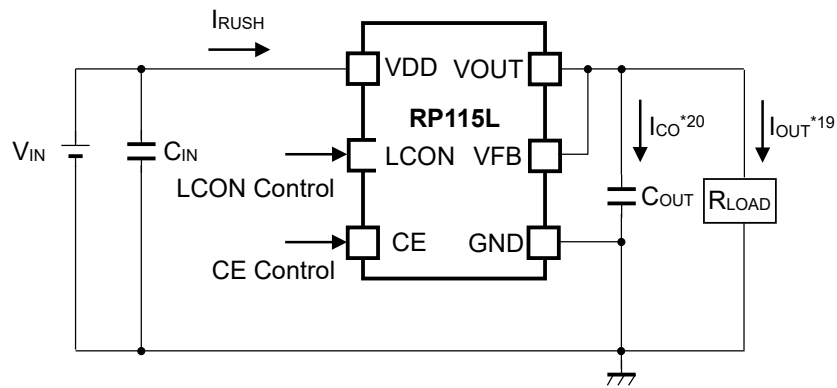 IRUSH
VDD VOUT
RP115L
ICO*20 IOUT*19
VIN CIN LCON VFB
LCON Control
COUT RLOAD
CE GND
CE Control